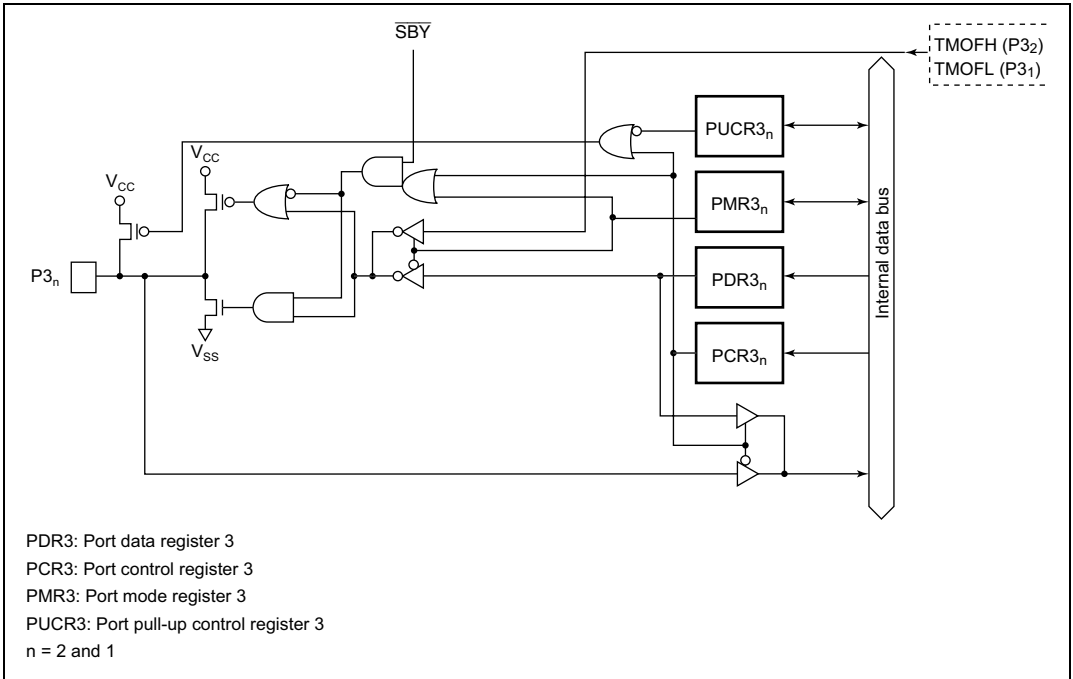 SBY
TMOFH (P3₂)
TMOFL (P3₁)
PUCR3ₙ
VCC
VCC
PMR3ₙ
P3ₙ
PDR3ₙ
Internal data bus
VSS
PCR3ₙ
PDR3: Port data register 3
PCR3: Port control register 3
PMR3: Port mode register 3
PUCR3: Port pull-up control register 3
n = 2 and 1